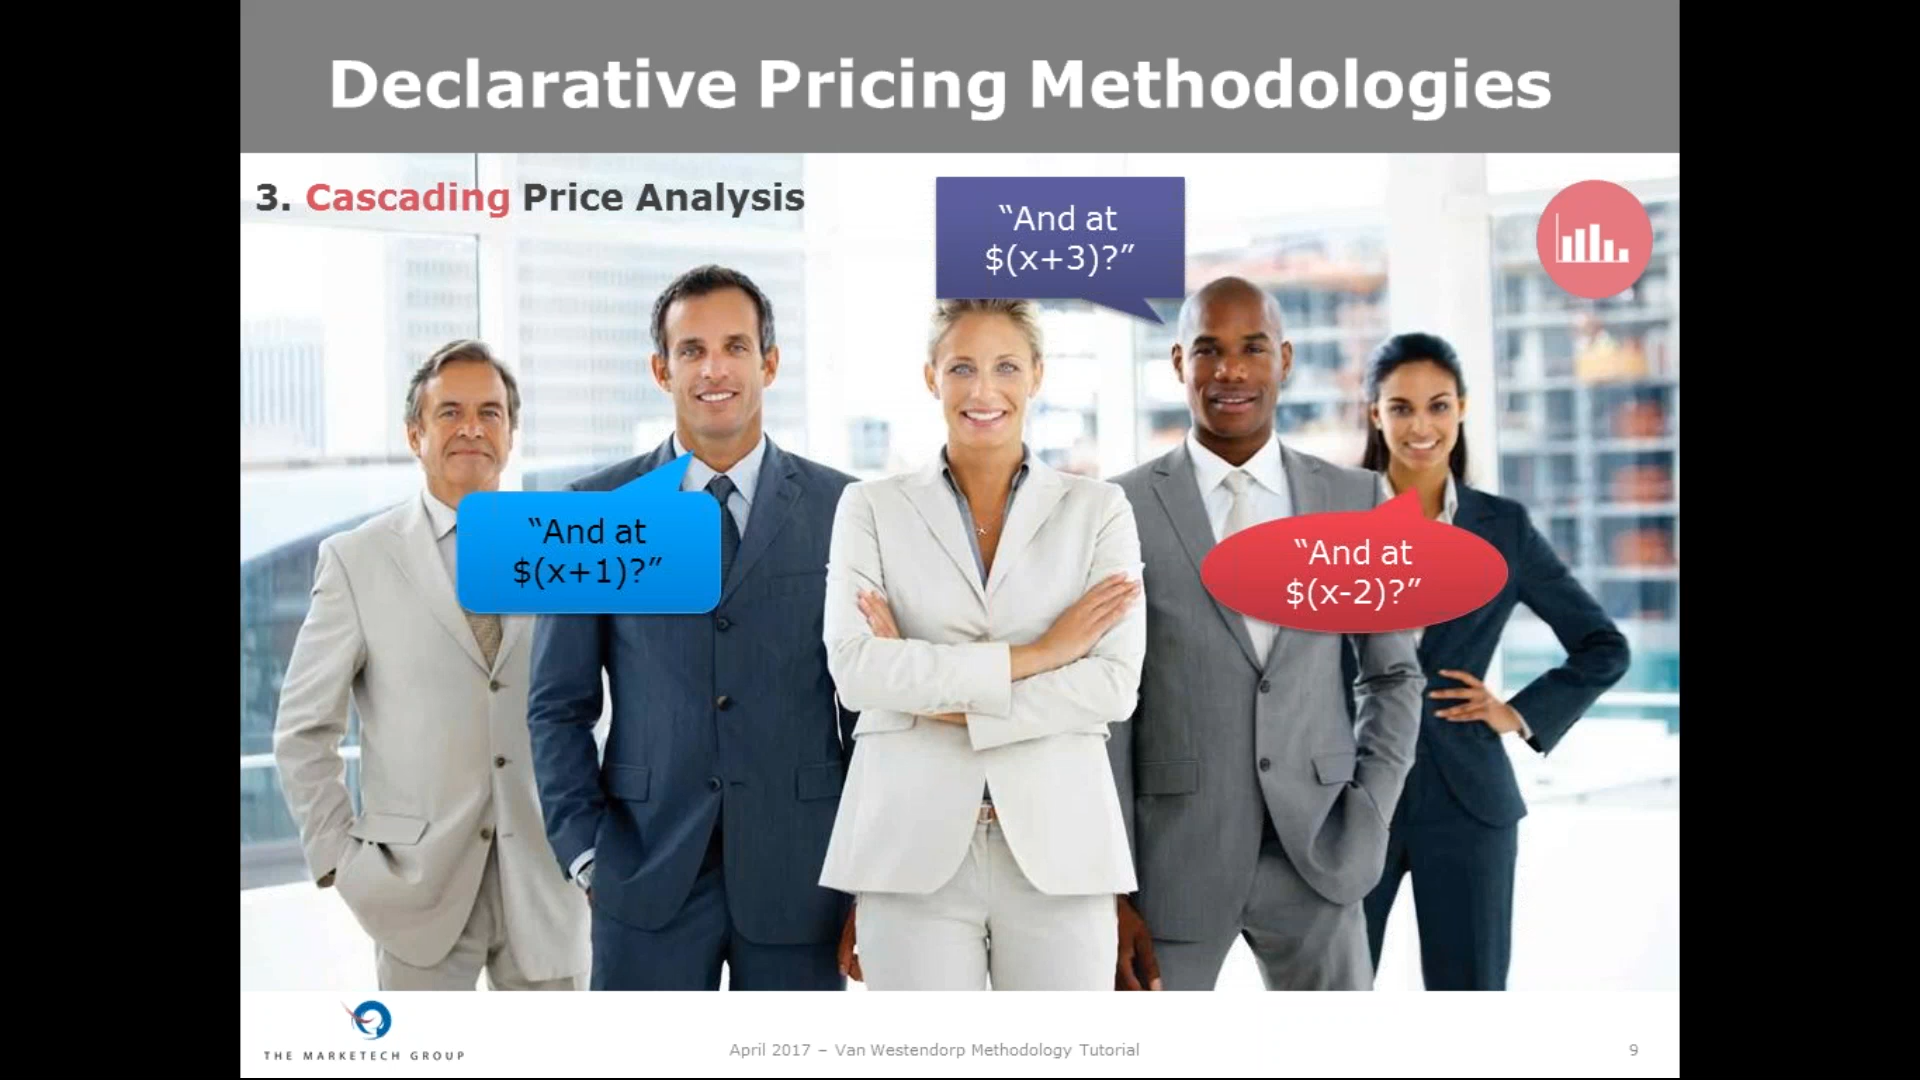 Declarative Pricing Methodologies
3. Cascading Price Analysis
“And at
$(x+3)?”
“And at
$(x+1)?”
“And at
$(x-2)?”
THE MARKETECH GROUP
April 2017 – Van Westendorp Methodology Tutorial
9